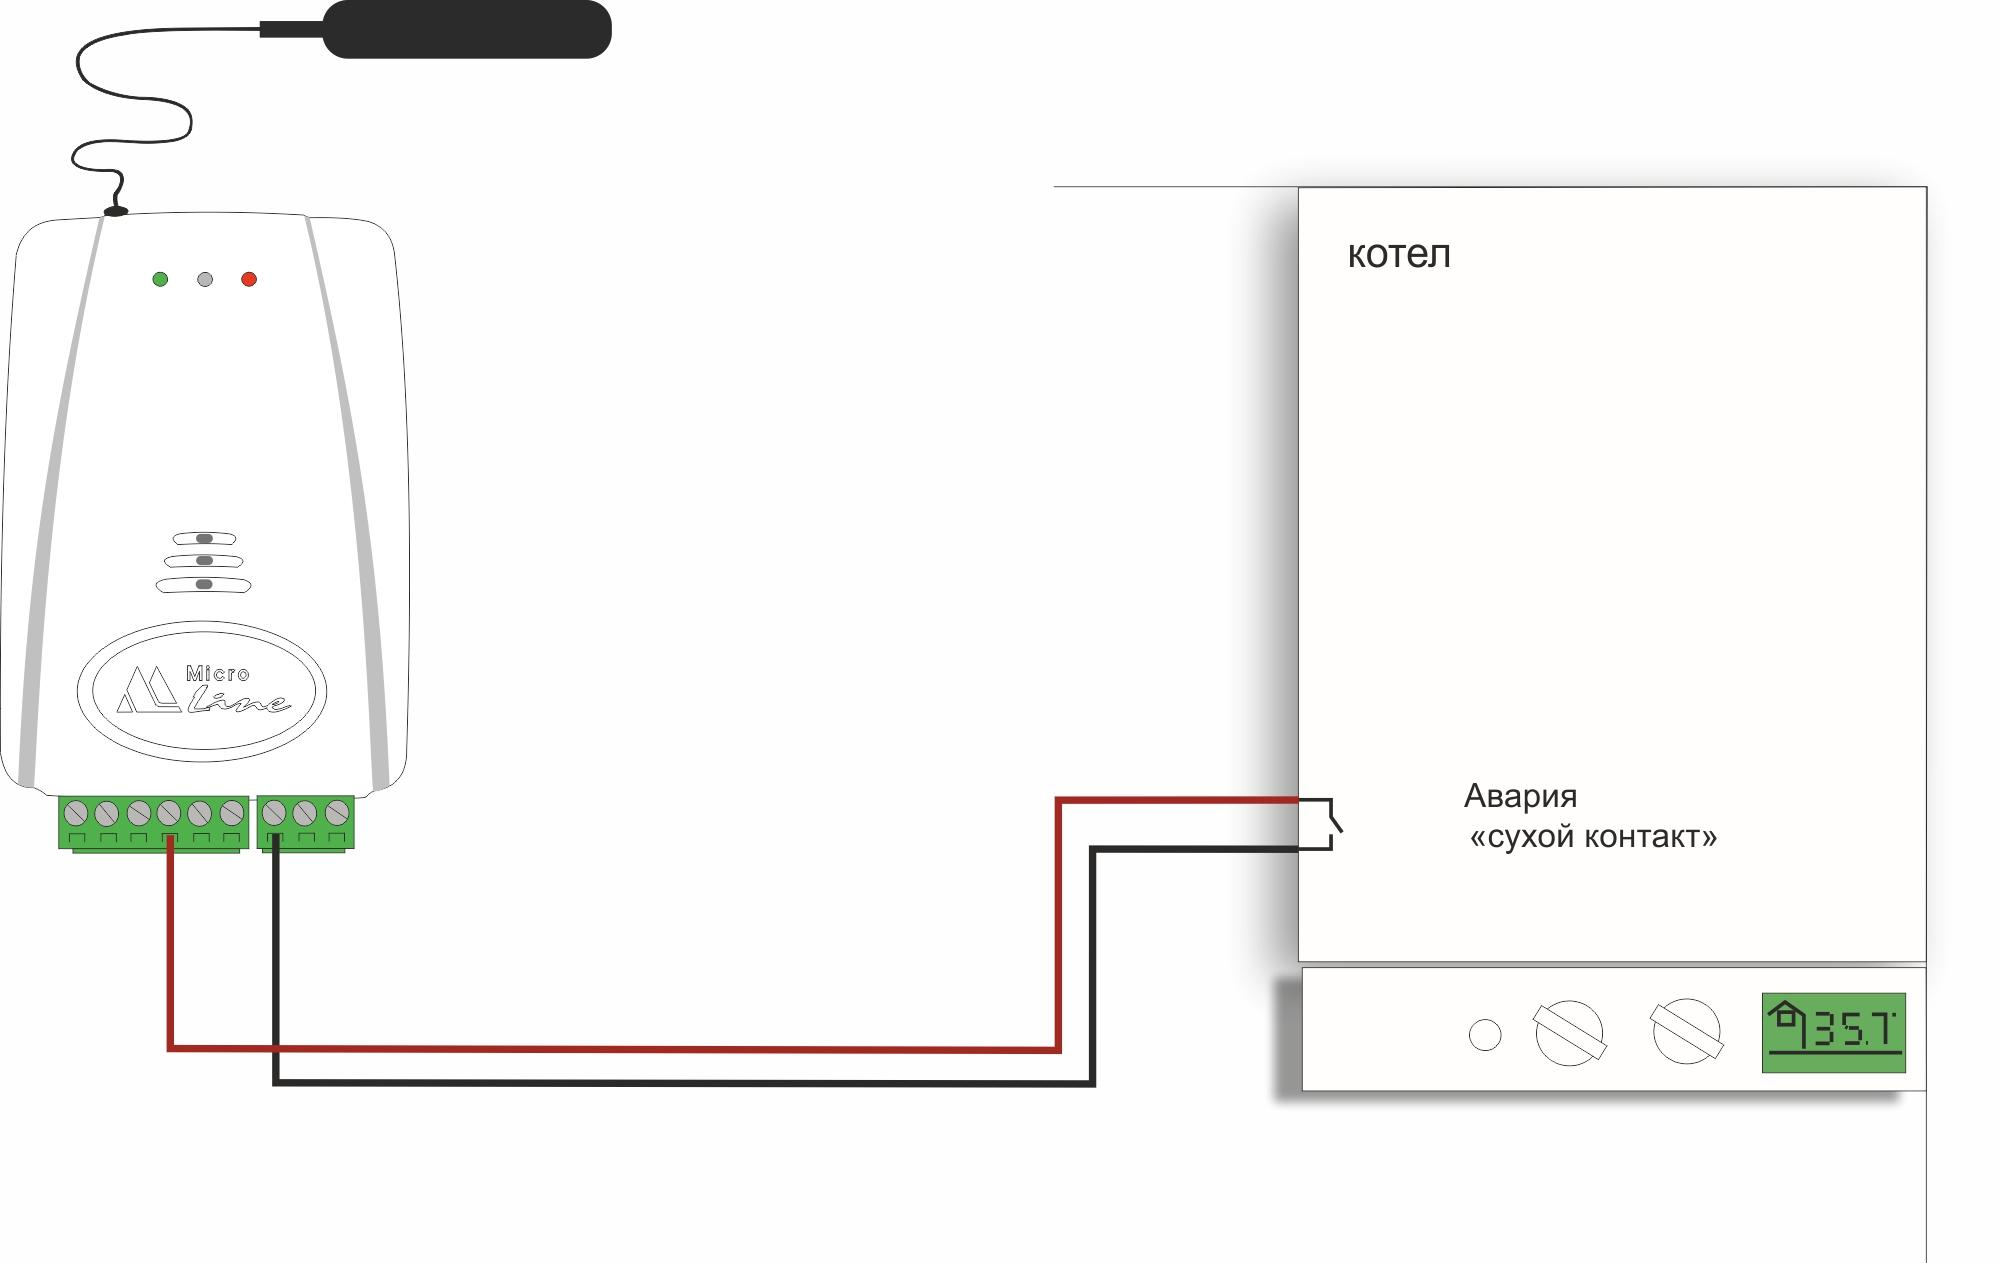 котел
Micro
Line
Авария
«сухой контакт»
35.7°